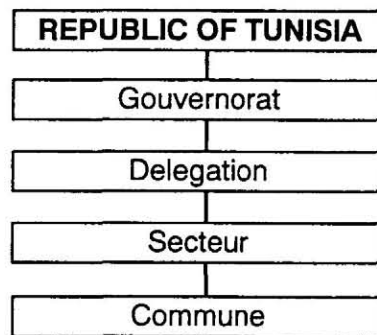 REPUBLIC OF TUNISIA
Gouvernorat
Delegation
Secteur
Commune